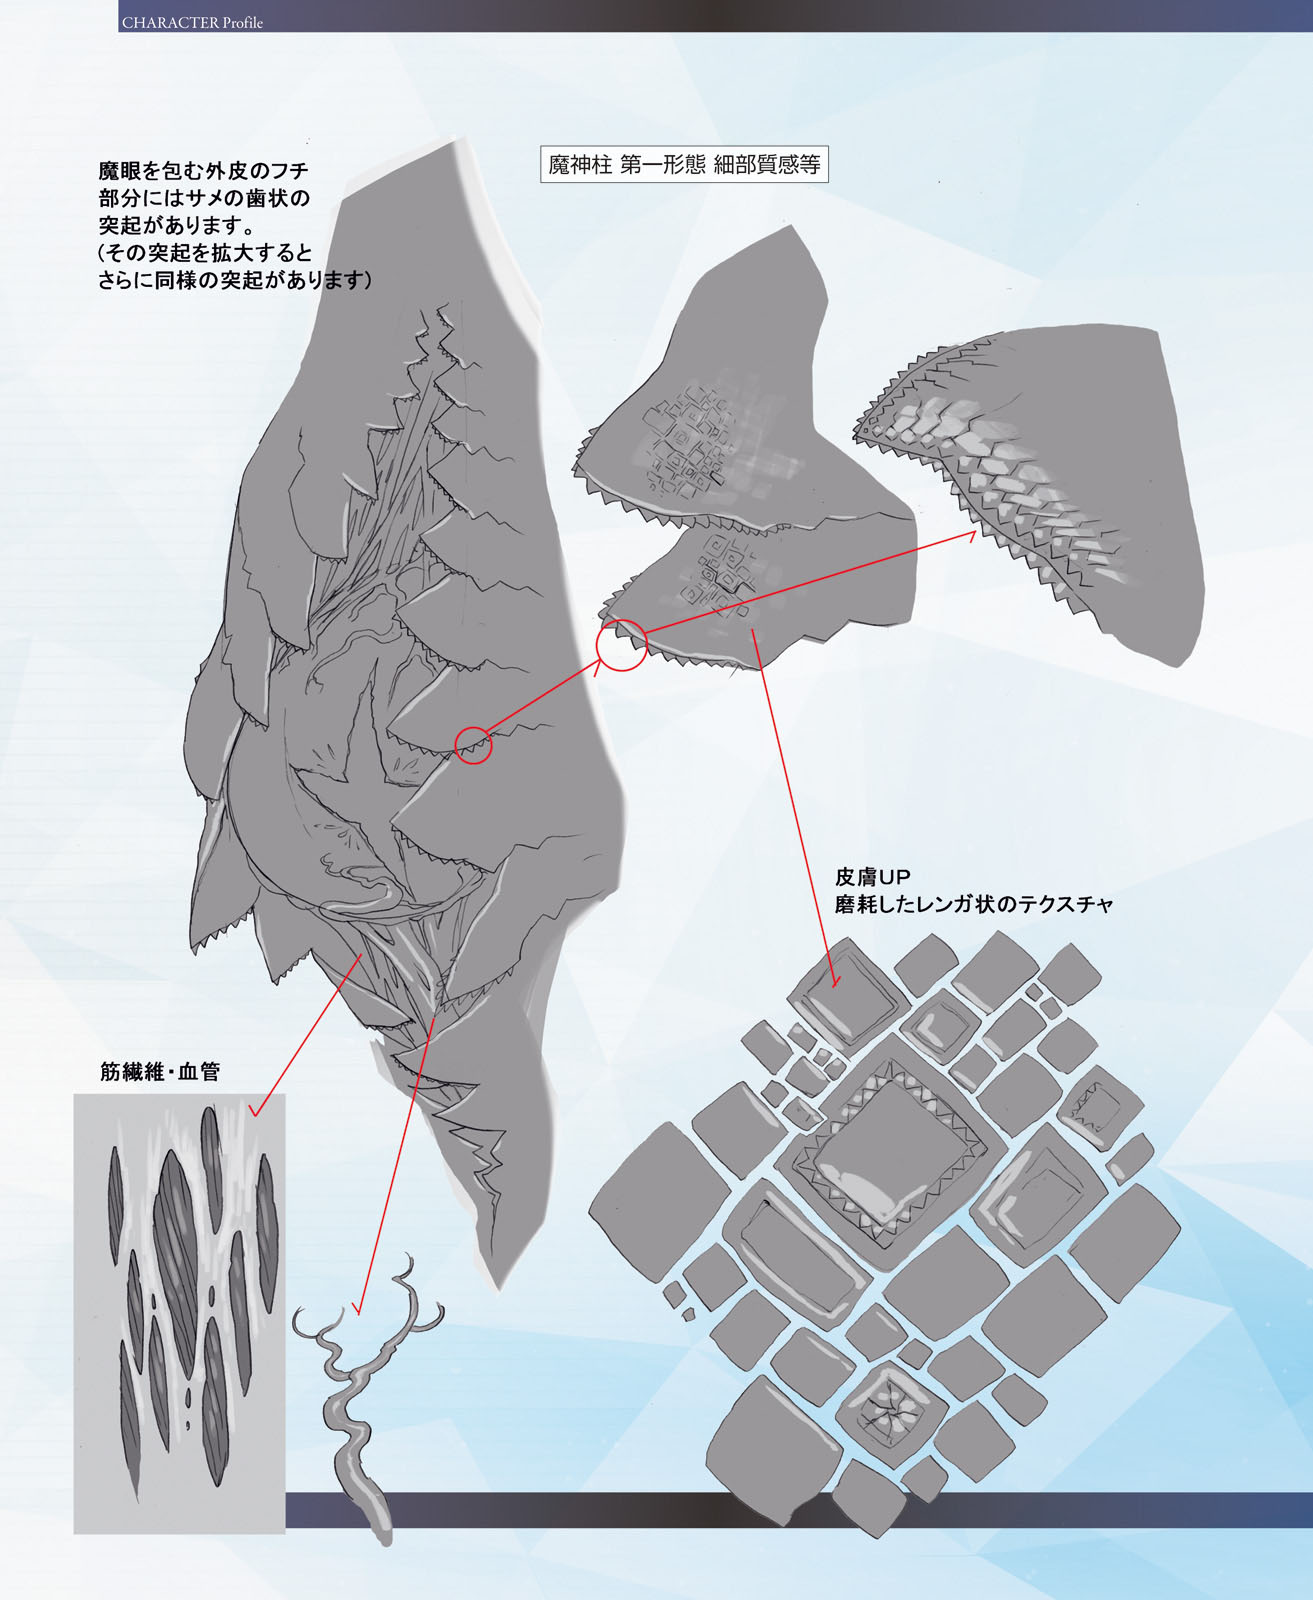 CHARACTER Profile
魔眼を包む外皮のフチ
部分にはサメの歯状の
突起があります。
(その突起を拡大すると
さらに同様の突起があります)
魔神柱 第一形態 細部質感等
皮膚UP
磨耗したレンガ状のテクスチャ
筋繊維・血管